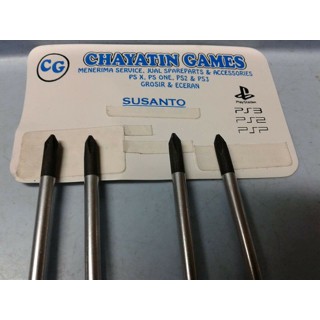 CG
CHAYATIN GAMES
MENERIMA SERVICE, JUAL SPAREPARTS & ACCESSORIES
PS X, PS ONE, PS2 & PS3
GROSIR & ECERAN
SUSANTO
PlayStation
PS3
PS2
PSP